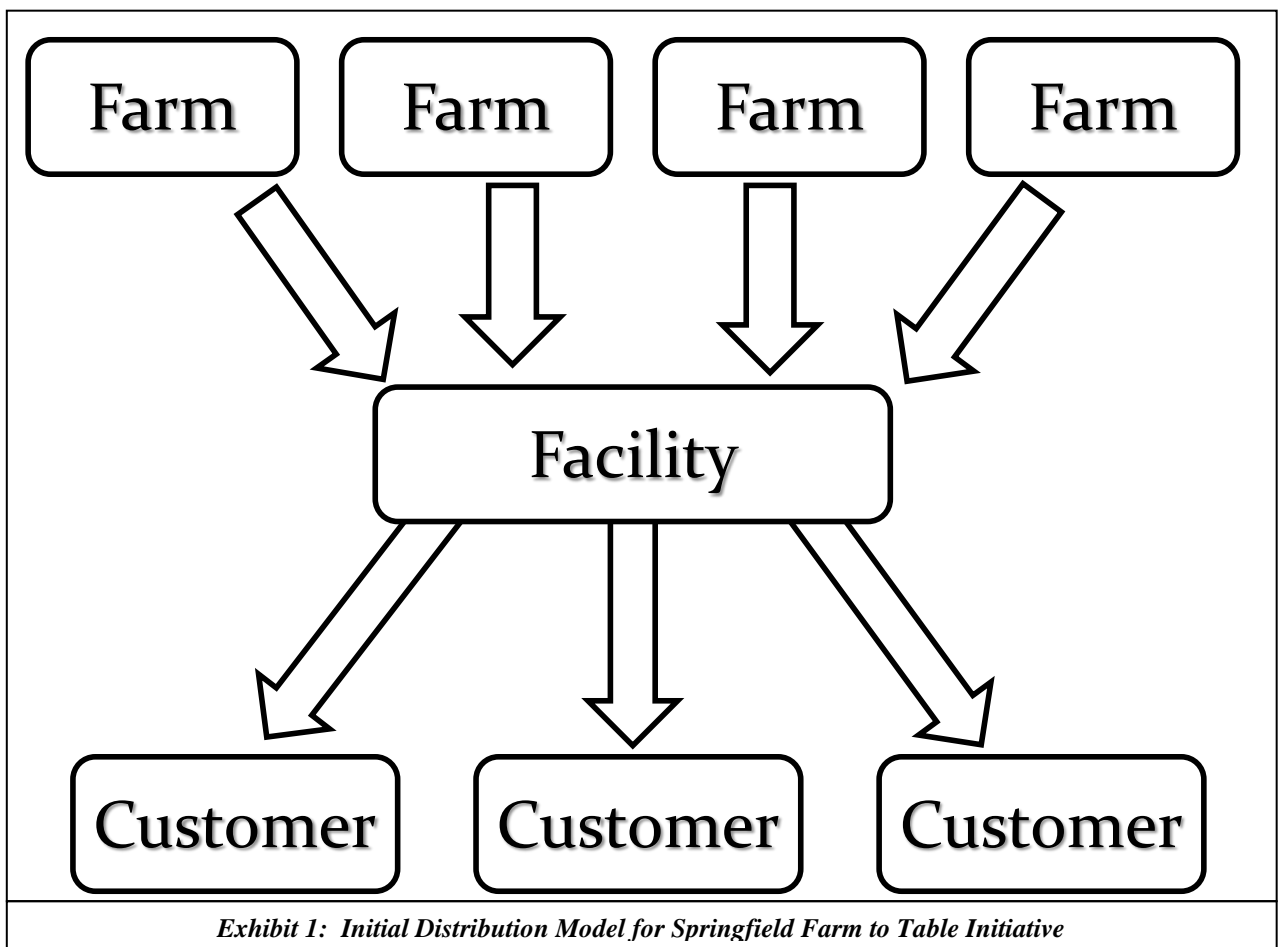 Farm Farm Farm Farm
Facility
Customer Customer Customer
Exhibit 1: Initial Distribution Model for Springfield Farm to Table Initiative